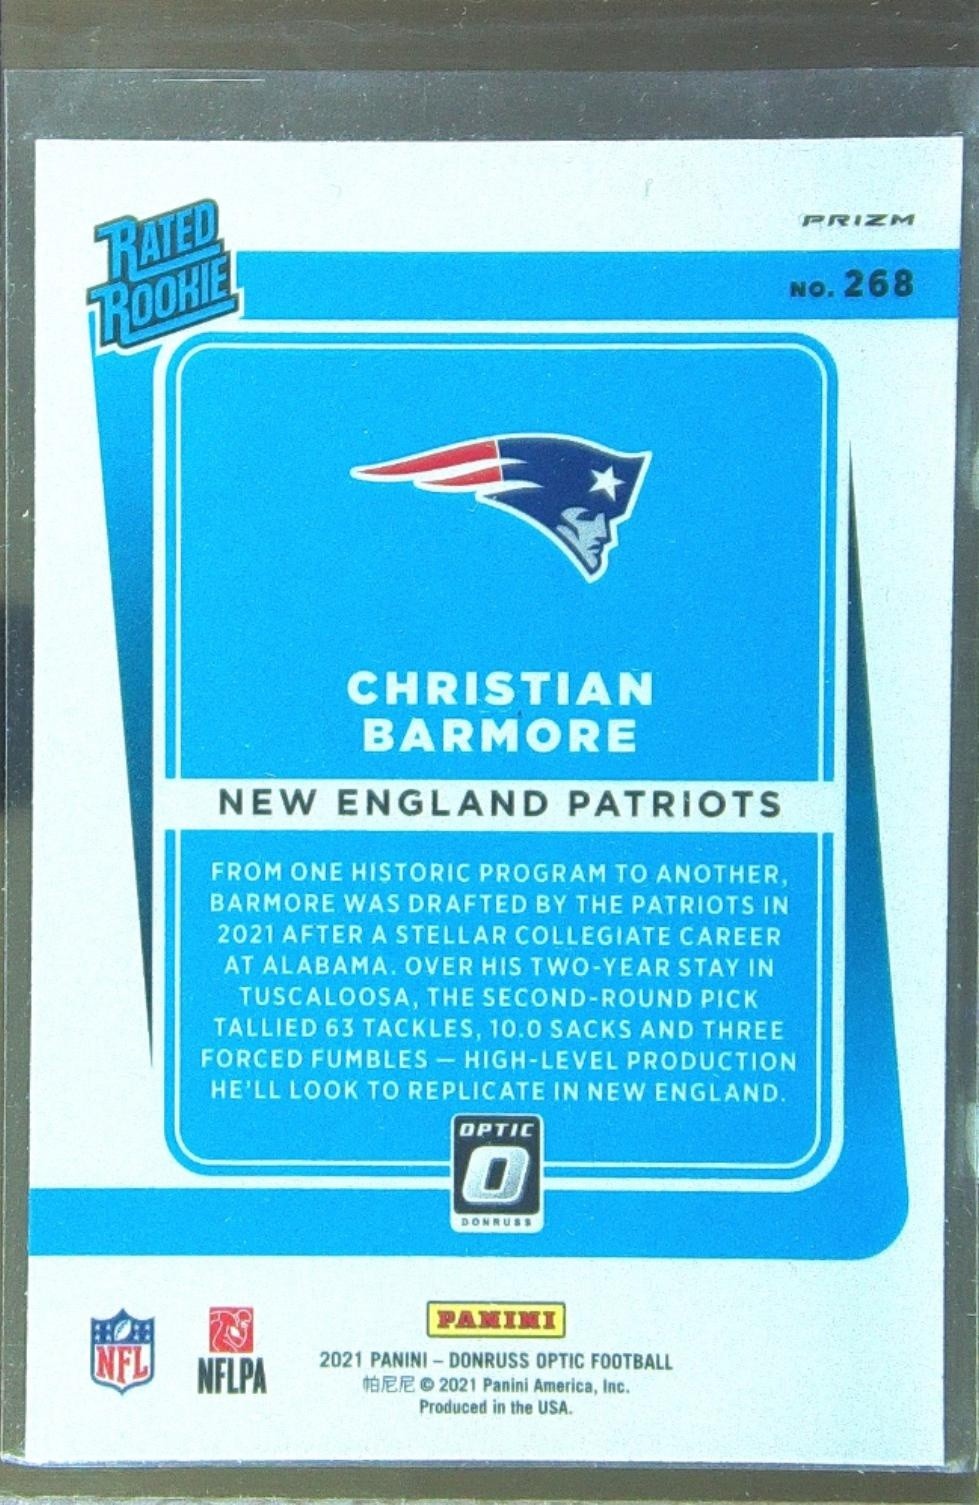 RATED
ROOKIE
PRIZM
NO. 268
CHRISTIAN
BARMORE
NEW ENGLAND PATRIOTS
FROM ONE HISTORIC PROGRAM TO ANOTHER,
BARMORE WAS DRAFTED BY THE PATRIOTS IN
2021 AFTER A STELLAR COLLEGIATE CAREER
AT ALABAMA. OVER HIS TWO-YEAR STAY IN
TUSCALOOSA, THE SECOND-ROUND PICK
TALLIED 63 TACKLES, 10.0 SACKS AND THREE
FORCED FUMBLES — HIGH-LEVEL PRODUCTION
HE'LL LOOK TO REPLICATE IN NEW ENGLAND.
OPTIC
O
DONRUSS
NFL
NFLPA
PANINI
2021 PANINI – DONRUSS OPTIC FOOTBALL
帕尼尼 © 2021 Panini America, Inc.
Produced in the USA.